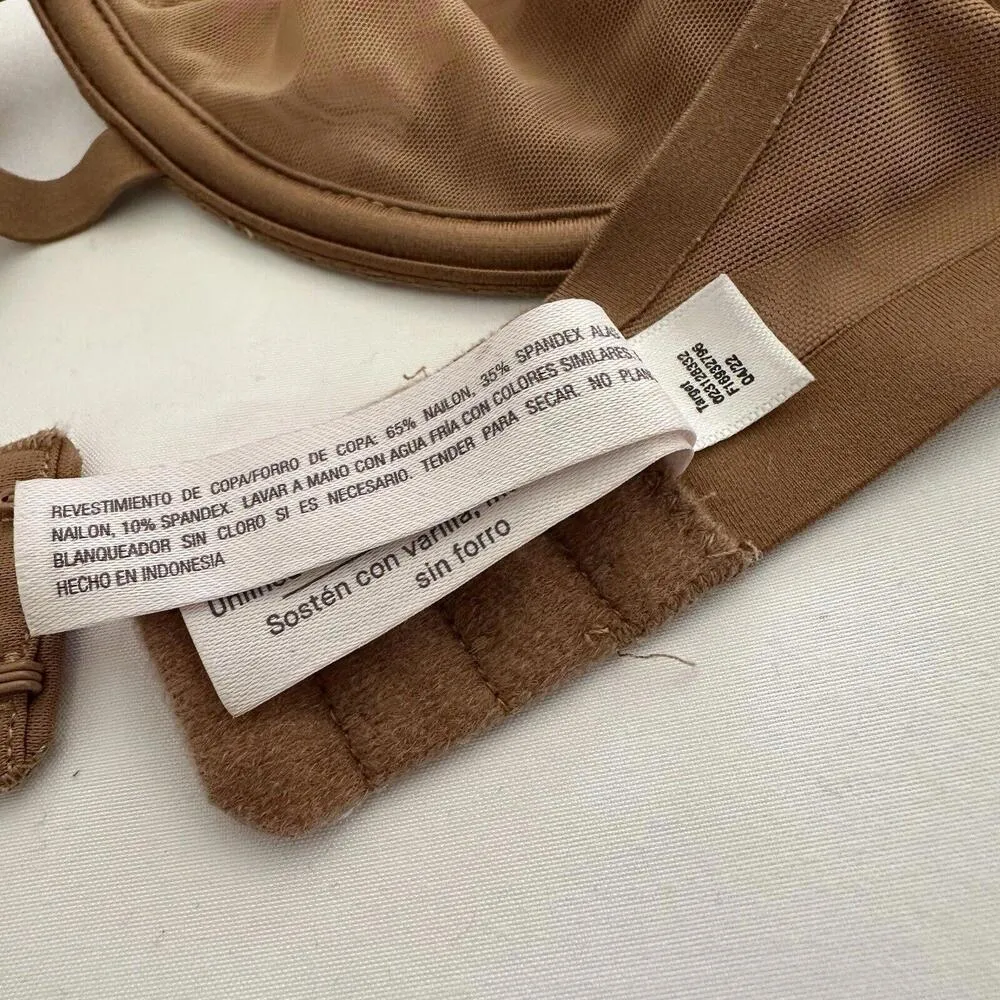 REVESTIMIENTO DE COPA/FORRO DE COPA: 65% NAILON, 35% SPANDEX
NAILON, 10% SPANDEX. LAVAR A MANO CON AGUA FRÍA CON COLORES SIMILARES.
BLANQUEADOR SIN CLORO SI ES NECESARIO. TENDER PARA SECAR. NO
HECHO EN INDONESIA
Sostén con varilla,
sin forro
Target
023128332
F16932796
Q4/22